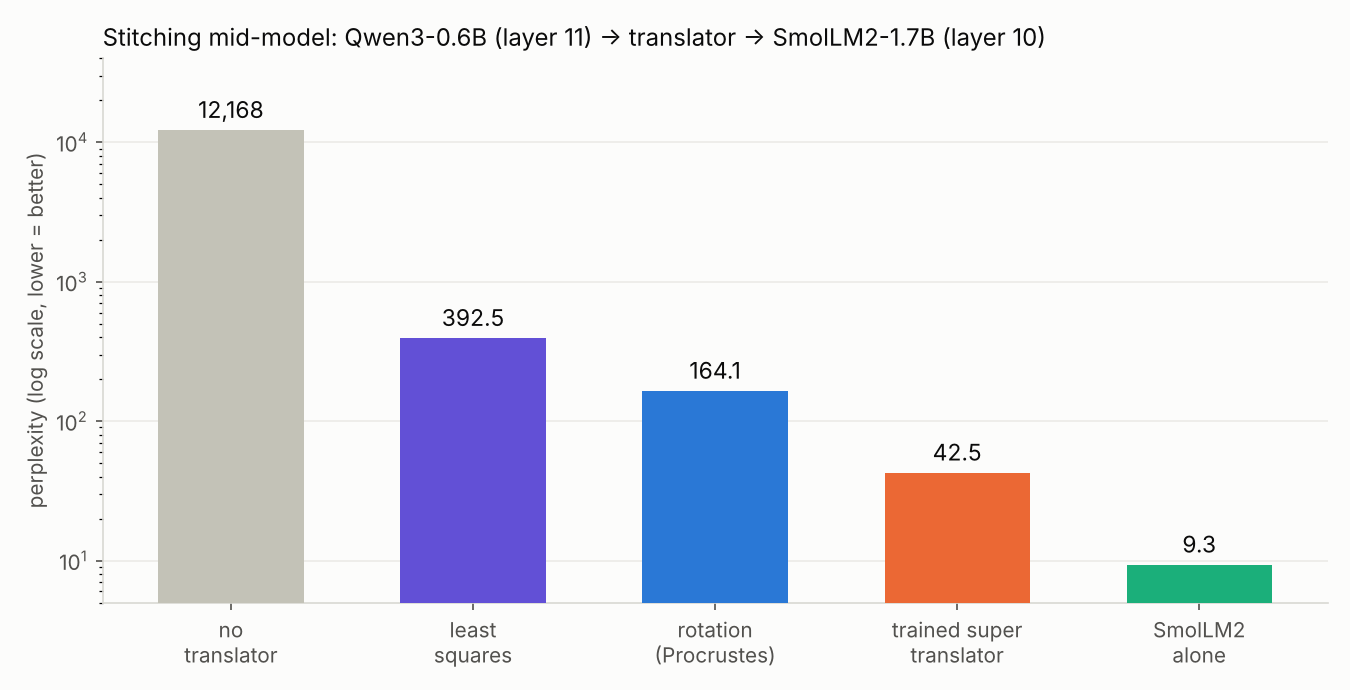 Stitching mid-model: Qwen3-0.6B (layer 11) → translator → SmolLM2-1.7B (layer 10)
perplexity (log scale, lower = better)
10⁴
10³
10²
10¹
12,168
392.5
164.1
42.5
9.3
no
translator
least
squares
rotation
(Procrustes)
trained super
translator
SmolLM2
alone